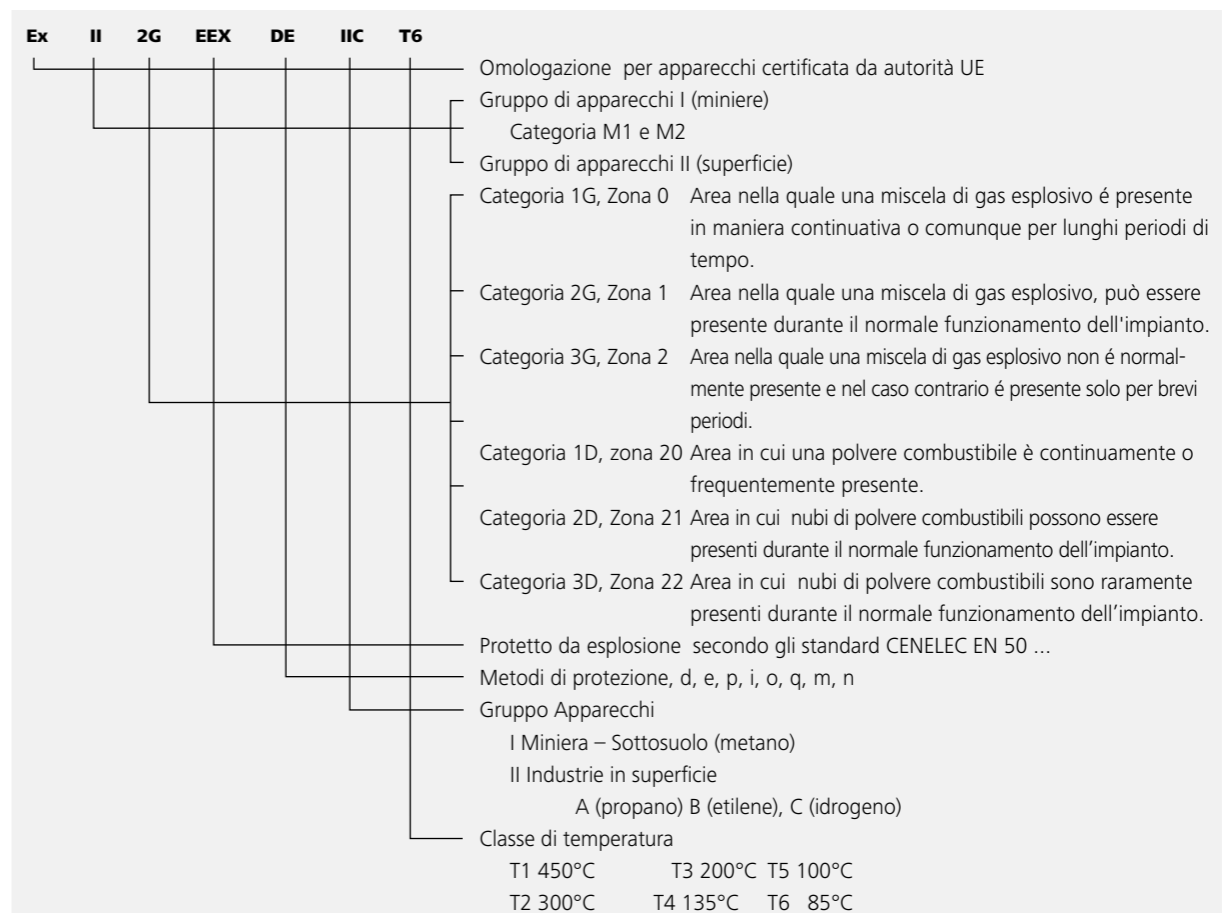 Ex II 2G EEX DE IIC T6
Omologazione per apparecchi certificata da autorità UE
Gruppo di apparecchi I (miniere)
Categoria M1 e M2
Gruppo di apparecchi II (superficie)
Categoria 1G, Zona 0 Area nella quale una miscela di gas esplosivo é presente
in maniera continuativa o comunque per lunghi periodi di
tempo.
Categoria 2G, Zona 1 Area nella quale una miscela di gas esplosivo, può essere
presente durante il normale funzionamento dell'impianto.
Categoria 3G, Zona 2 Area nella quale una miscela di gas esplosivo non é normal-
mente presente e nel caso contrario é presente solo per brevi
periodi.
Categoria 1D, zona 20 Area in cui una polvere combustibile è continuamente o
frequentemente presente.
Categoria 2D, Zona 21 Area in cui nubi di polvere combustibili possono essere
presenti durante il normale funzionamento dell’impianto.
Categoria 3D, Zona 22 Area in cui nubi di polvere combustibili sono raramente
presenti durante il normale funzionamento dell’impianto.
Protetto da esplosione secondo gli standard CENELEC EN 50 ...
Metodi di protezione, d, e, p, i, o, q, m, n
Gruppo Apparecchi
I Miniera – Sottosuolo (metano)
II Industrie in superficie
A (propano) B (etilene), C (idrogeno)
Classe di temperatura
T1 450°C T3 200°C T5 100°C
T2 300°C T4 135°C T6 85°C